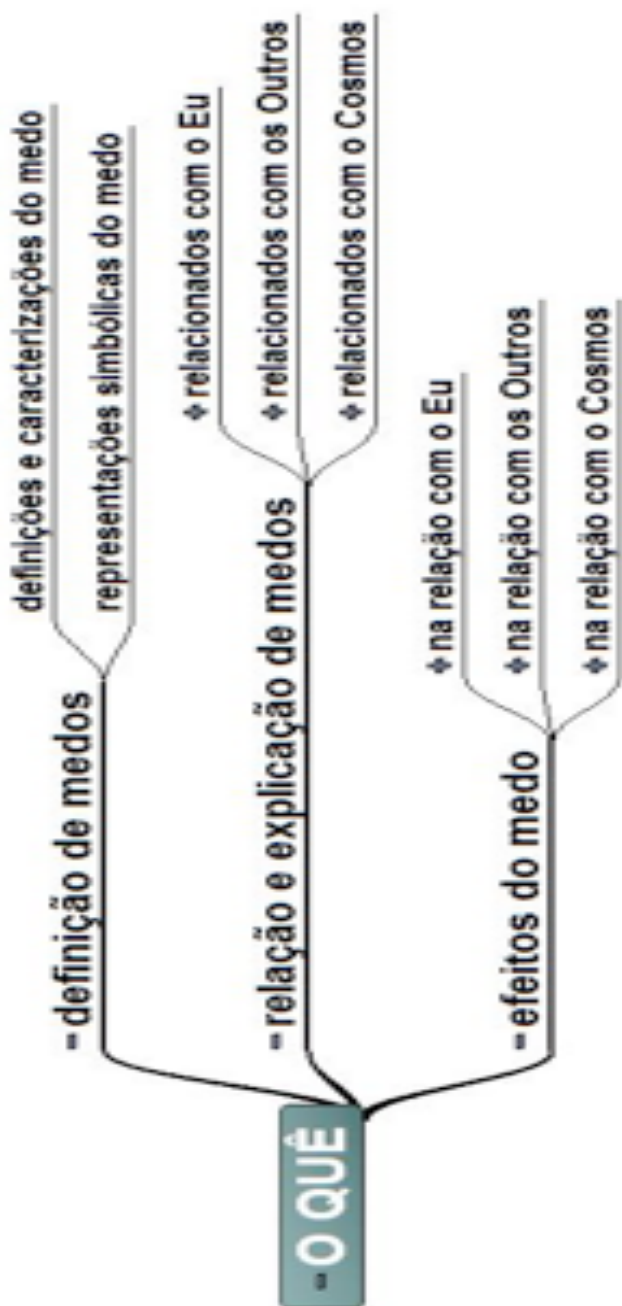 O QUÊ
definição de medos
definições e caracterizações do medo
representações simbólicas do medo
relação e explicação de medos
relacionados com o Eu
relacionados com os Outros
relacionados com o Cosmos
efeitos do medo
na relação com o Eu
na relação com os Outros
na relação com o Cosmos